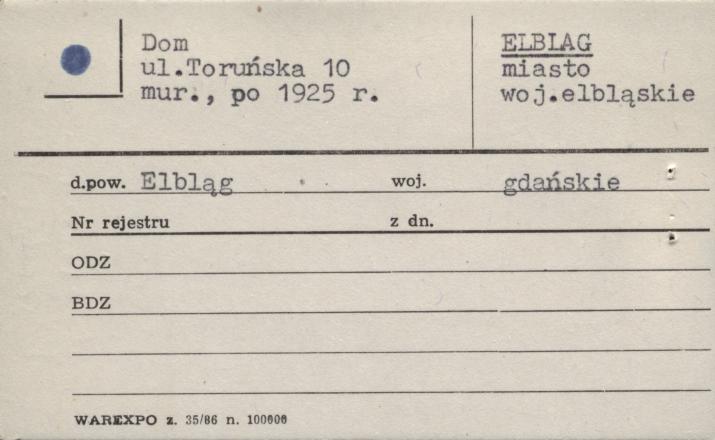 Dom
ul.Toruńska 10
mur., po 1925 r.
ELBLAG
miasto
woj.elbląskie
d.pow. Elbląg woj. gdańskie
Nr rejestru z dn.
ODZ
BDZ
WAREXPO z. 35/86 n. 100000